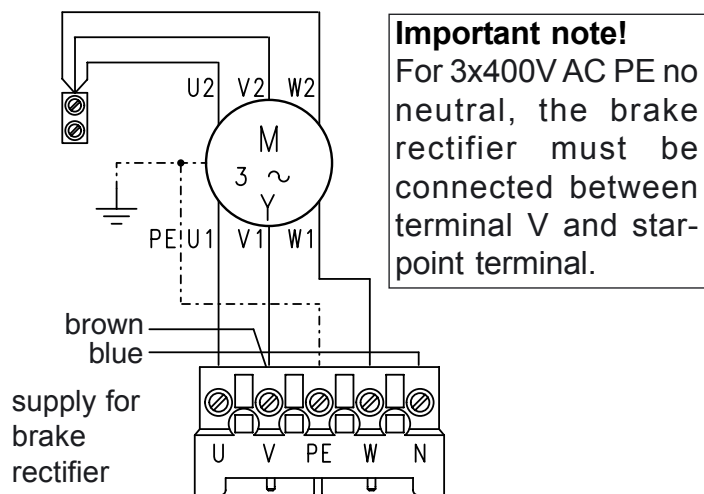 Important note!
For 3x400V AC PE no
neutral, the brake
rectifier must be
connected between
terminal V and star-
point terminal.
U2 V2 W2
M
3 ~
Y
PE U1 V1 W1
brown
blue
supply for
brake
rectifier
U V PE W N